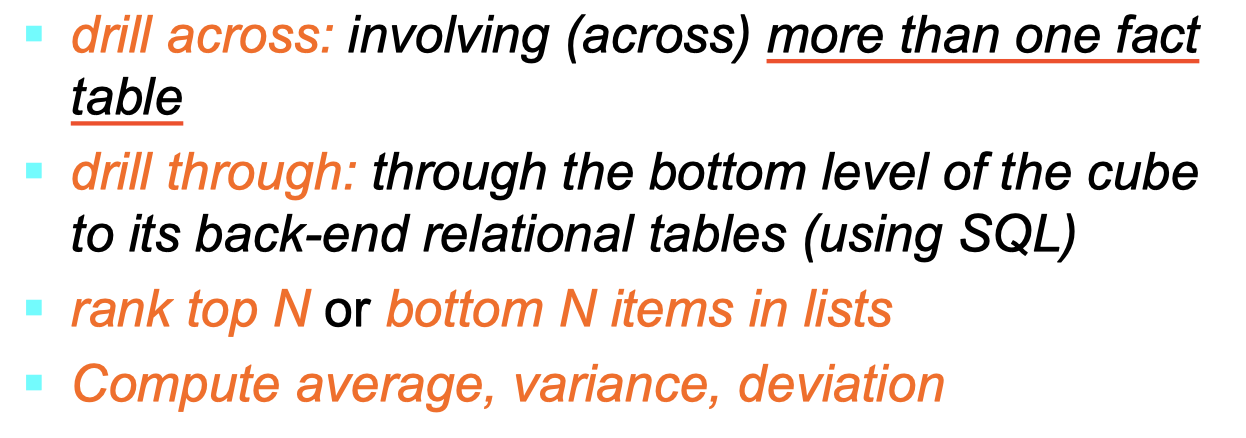 drill across: involving (across) more than one fact
table
drill through: through the bottom level of the cube
to its back-end relational tables (using SQL)
rank top N or bottom N items in lists
Compute average, variance, deviation